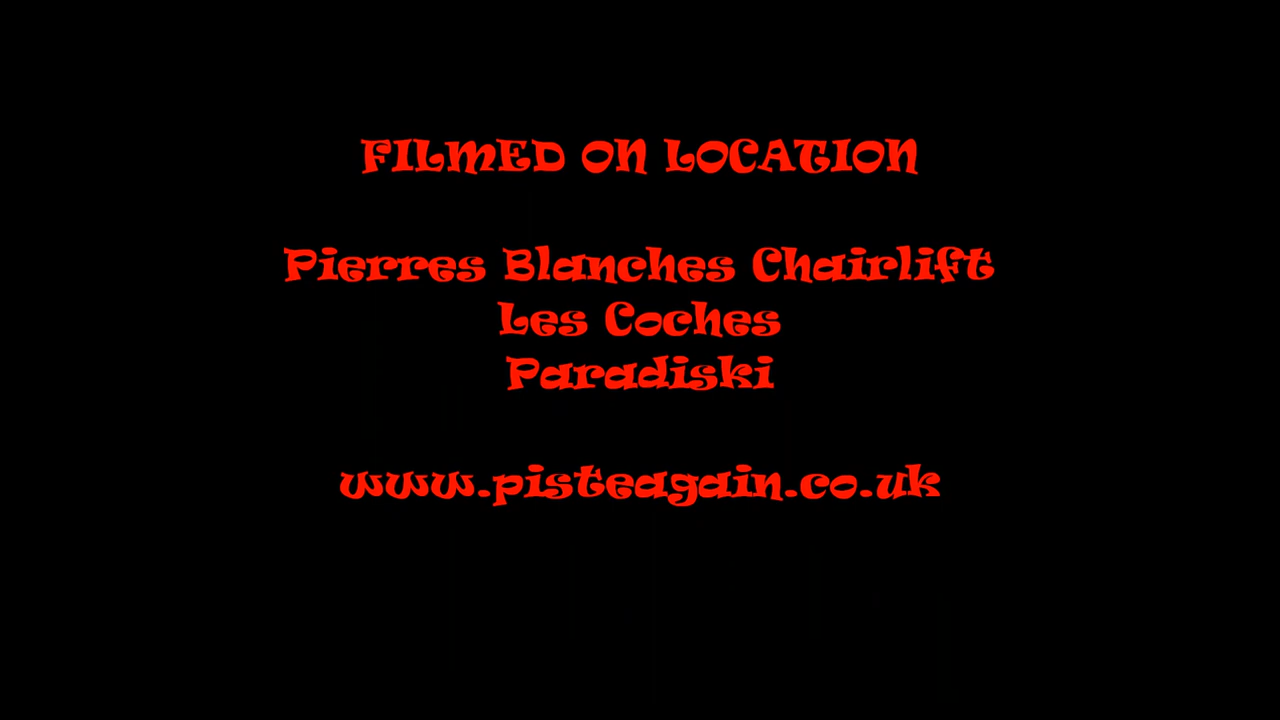 FILMED ON LOCATION
Pierres Blanches Chairlift
Les Coches
Paradiski
www.pisteagain.co.uk